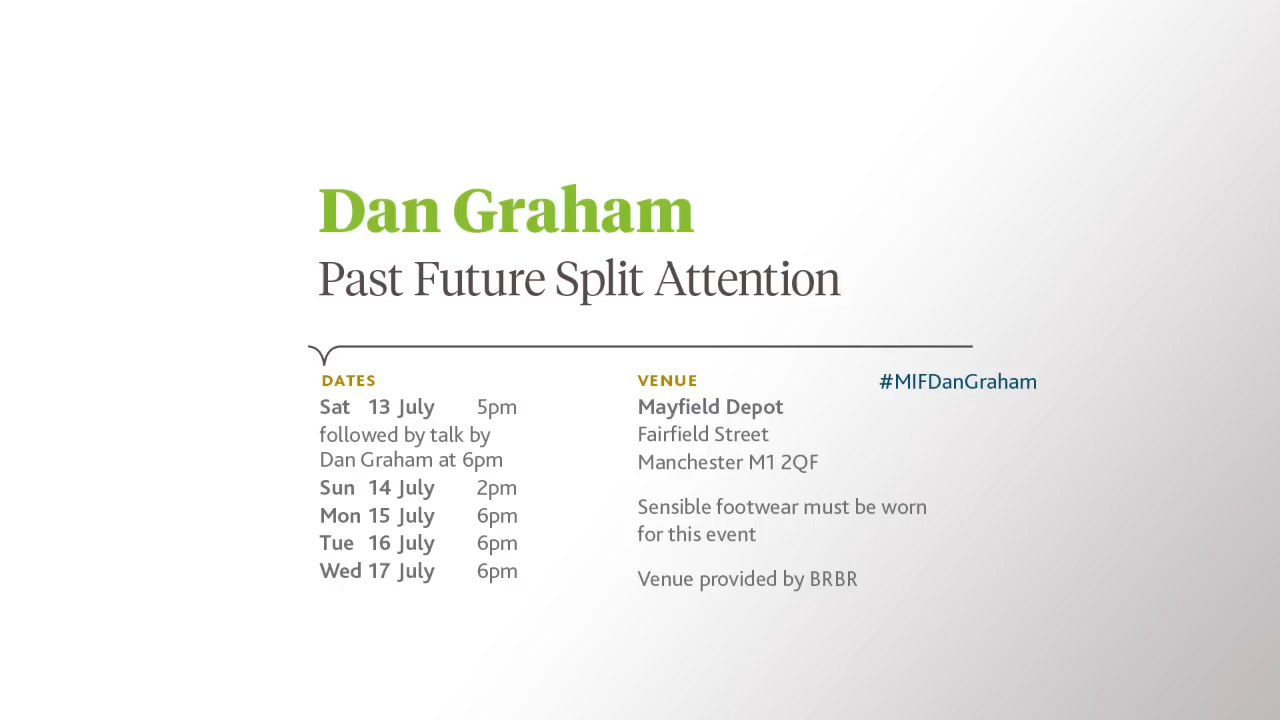 Dan Graham
Past Future Split Attention
DATES
Sat 13 July 5pm
followed by talk by
Dan Graham at 6pm
Sun 14 July 2pm
Mon 15 July 6pm
Tue 16 July 6pm
Wed 17 July 6pm
VENUE
Mayfield Depot
Fairfield Street
Manchester M1 2QF
Sensible footwear must be worn
for this event
Venue provided by BRBR
#MIFDanGraham